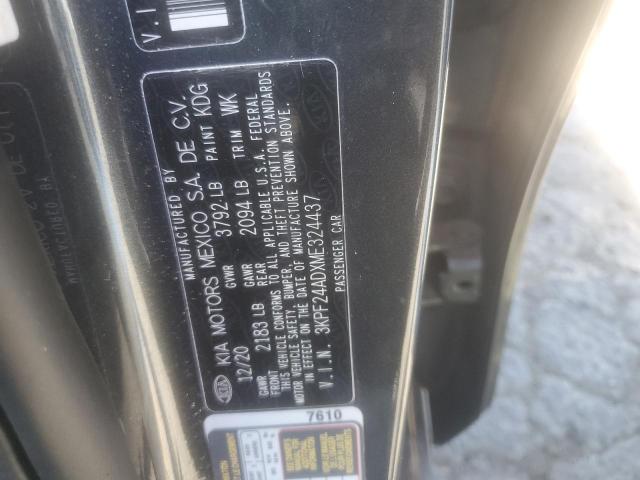 MANUFACTURED BY
KIA MOTORS MEXICO S.A. DE C.V.
12/20 GVWR 3792 LB PAINT KDG
GAWR FRONT 2183 LB GAWR REAR 2094 LB TRIM WK
THIS VEHICLE CONFORMS TO ALL APPLICABLE U.S.A. FEDERAL
MOTOR VEHICLE SAFETY, BUMPER, AND THEFT PREVENTION STANDARDS
IN EFFECT ON THE DATE OF MANUFACTURE SHOWN ABOVE.
V.I.N. 3KPF24ADXME324437
PASSENGER CAR
V.I
7610